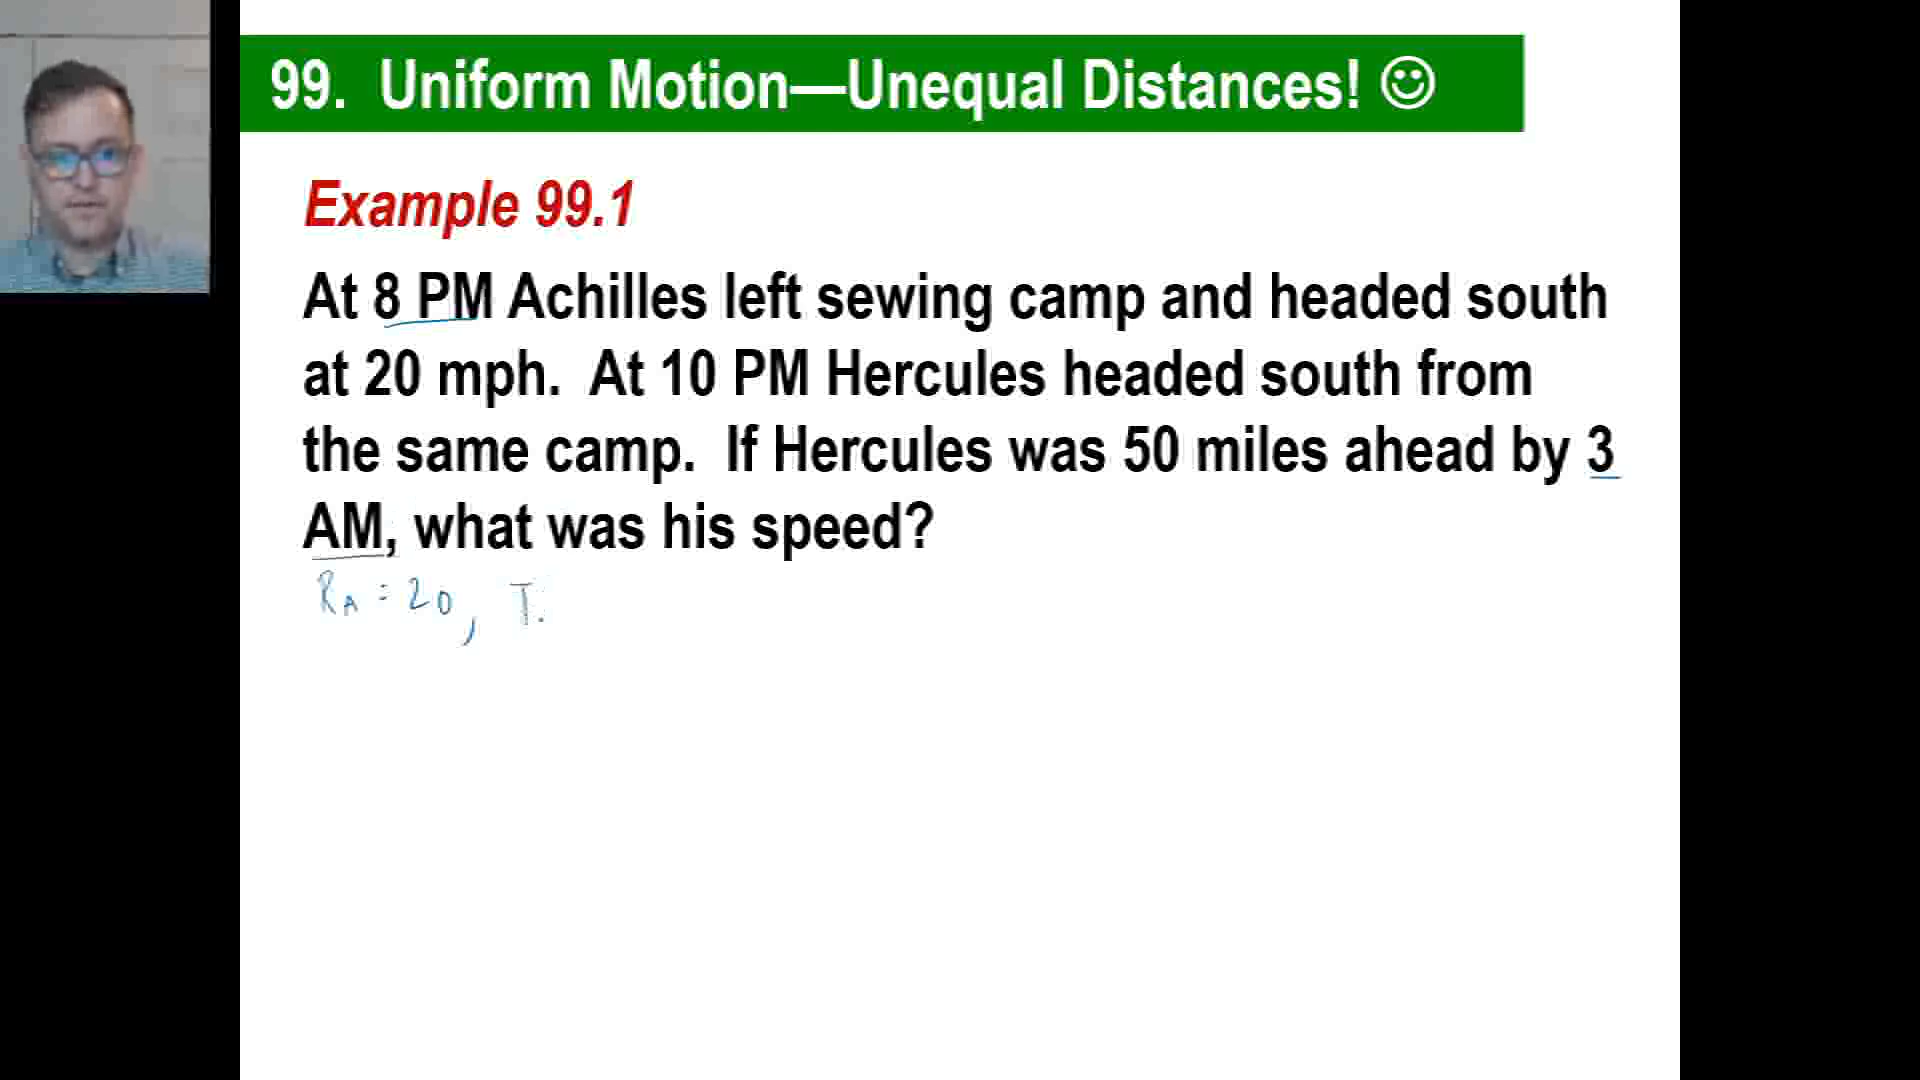 99. Uniform Motion—Unequal Distances! ☺
Example 99.1
At 8 PM Achilles left sewing camp and headed south
at 20 mph. At 10 PM Hercules headed south from
the same camp. If Hercules was 50 miles ahead by 3
AM, what was his speed?
R_A = 20, T